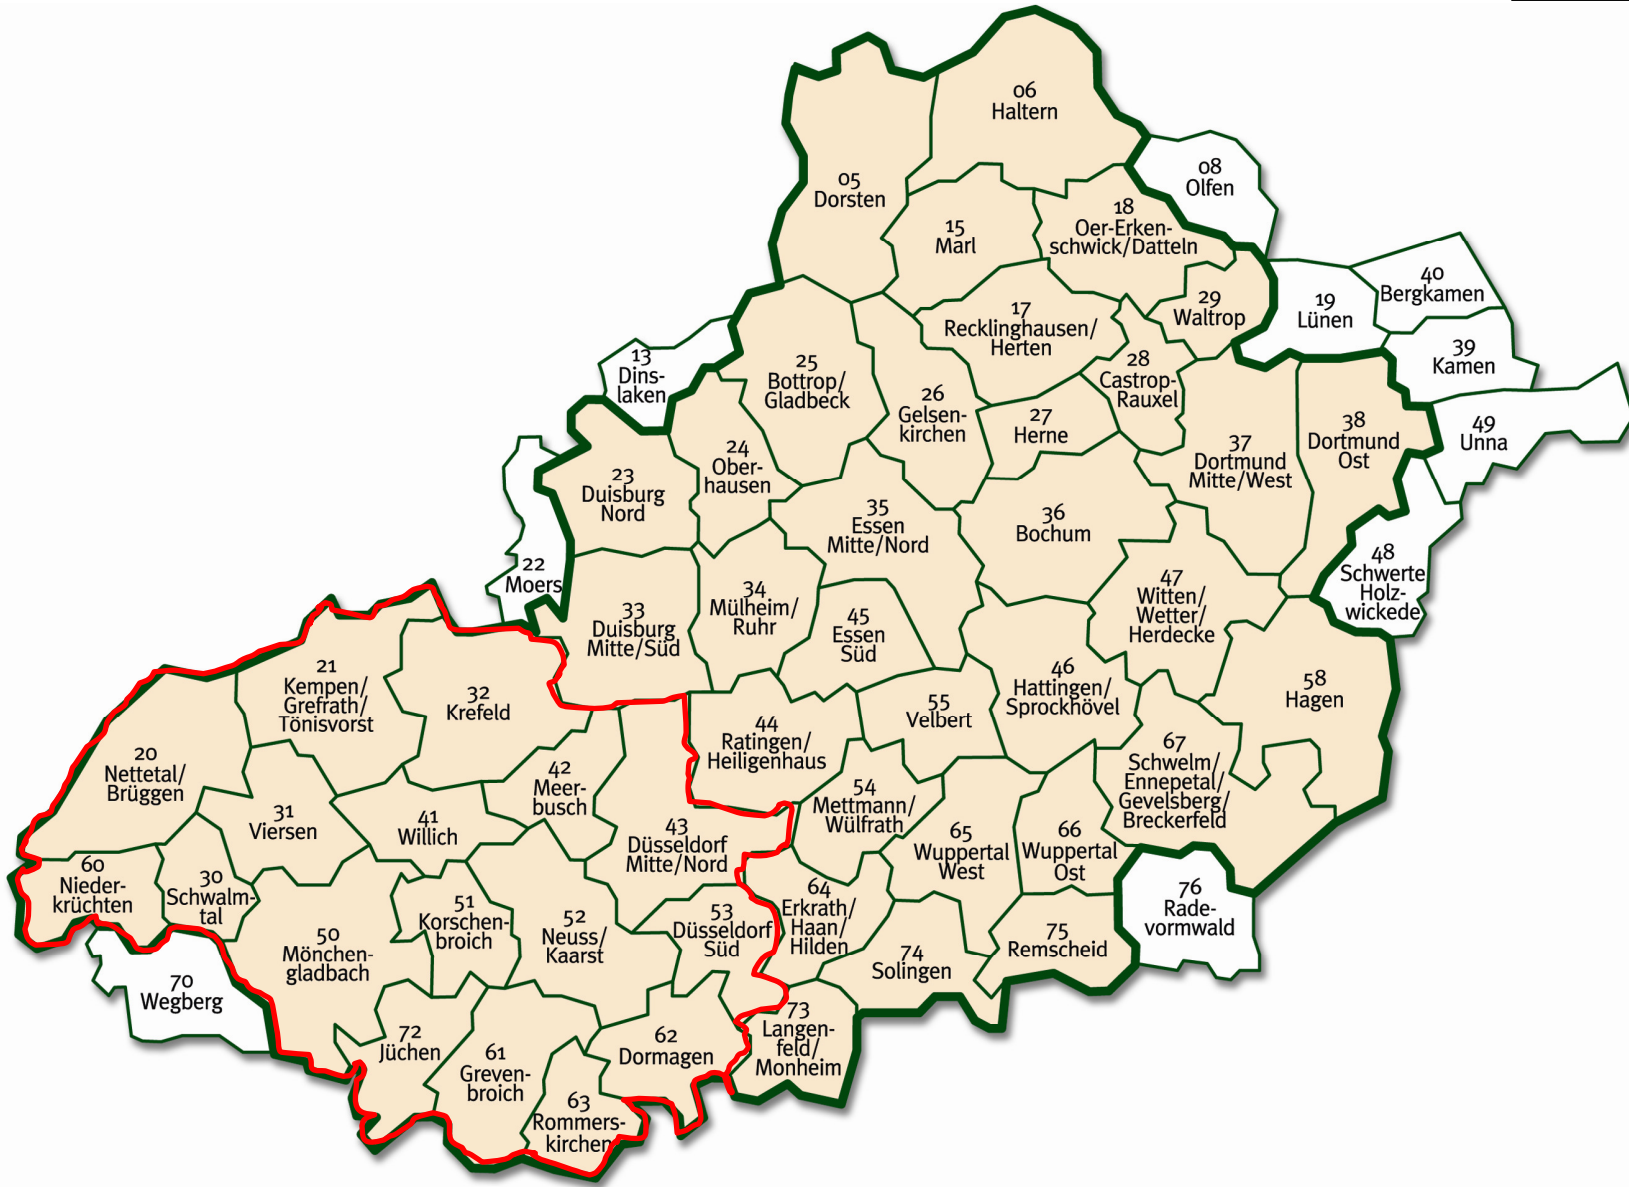 06
Haltern
08
Olfen
05
Dorsten
18
Oer-Erken-
schwick/Datteln
15
Marl
40
Bergkamen
29
Waltrop
19
Lünen
17
Recklinghausen/
Herten
39
Kamen
13
Dins-
laken
25
Bottrop/
Gladbeck
28
Castrop-
Rauxel
26
Gelsen-
kirchen
27
Herne
38
Dortmund
Ost
49
Unna
37
Dortmund
Mitte/West
24
Ober-
hausen
23
Duisburg
Nord
35
Essen
Mitte/Nord
36
Bochum
48
Schwerte
Holz-
wickede
22
Moers
47
Witten/
Wetter/
Herdecke
34
Mülheim/
Ruhr
33
Duisburg
Mitte/Süd
45
Essen
Süd
21
Kempen/
Grefrath/
Tönisvorst
46
Hattingen/
Sprockhövel
58
Hagen
32
Krefeld
55
Velbert
44
Ratingen/
Heiligenhaus
20
Nettetal/
Brüggen
67
Schwelm/
Ennepetal/
Gevelsberg/
Breckerfeld
42
Meer-
busch
54
Mettmann/
Wülfrath
31
Viersen
41
Willich
43
Düsseldorf
Mitte/Nord
65
Wuppertal
West
66
Wuppertal
Ost
60
Nieder-
krüchten
30
Schwalm-
tal
64
Erkrath/
Haan/
Hilden
76
Rade-
vormwald
51
Korschen-
broich
52
Neuss/
Kaarst
53
Düsseldorf
Süd
50
Mönchen-
gladbach
75
Remscheid
74
Solingen
70
Wegberg
73
Langen-
feld/
Monheim
72
Jüchen
62
Dormagen
61
Greven-
broich
63
Rommers-
kirchen